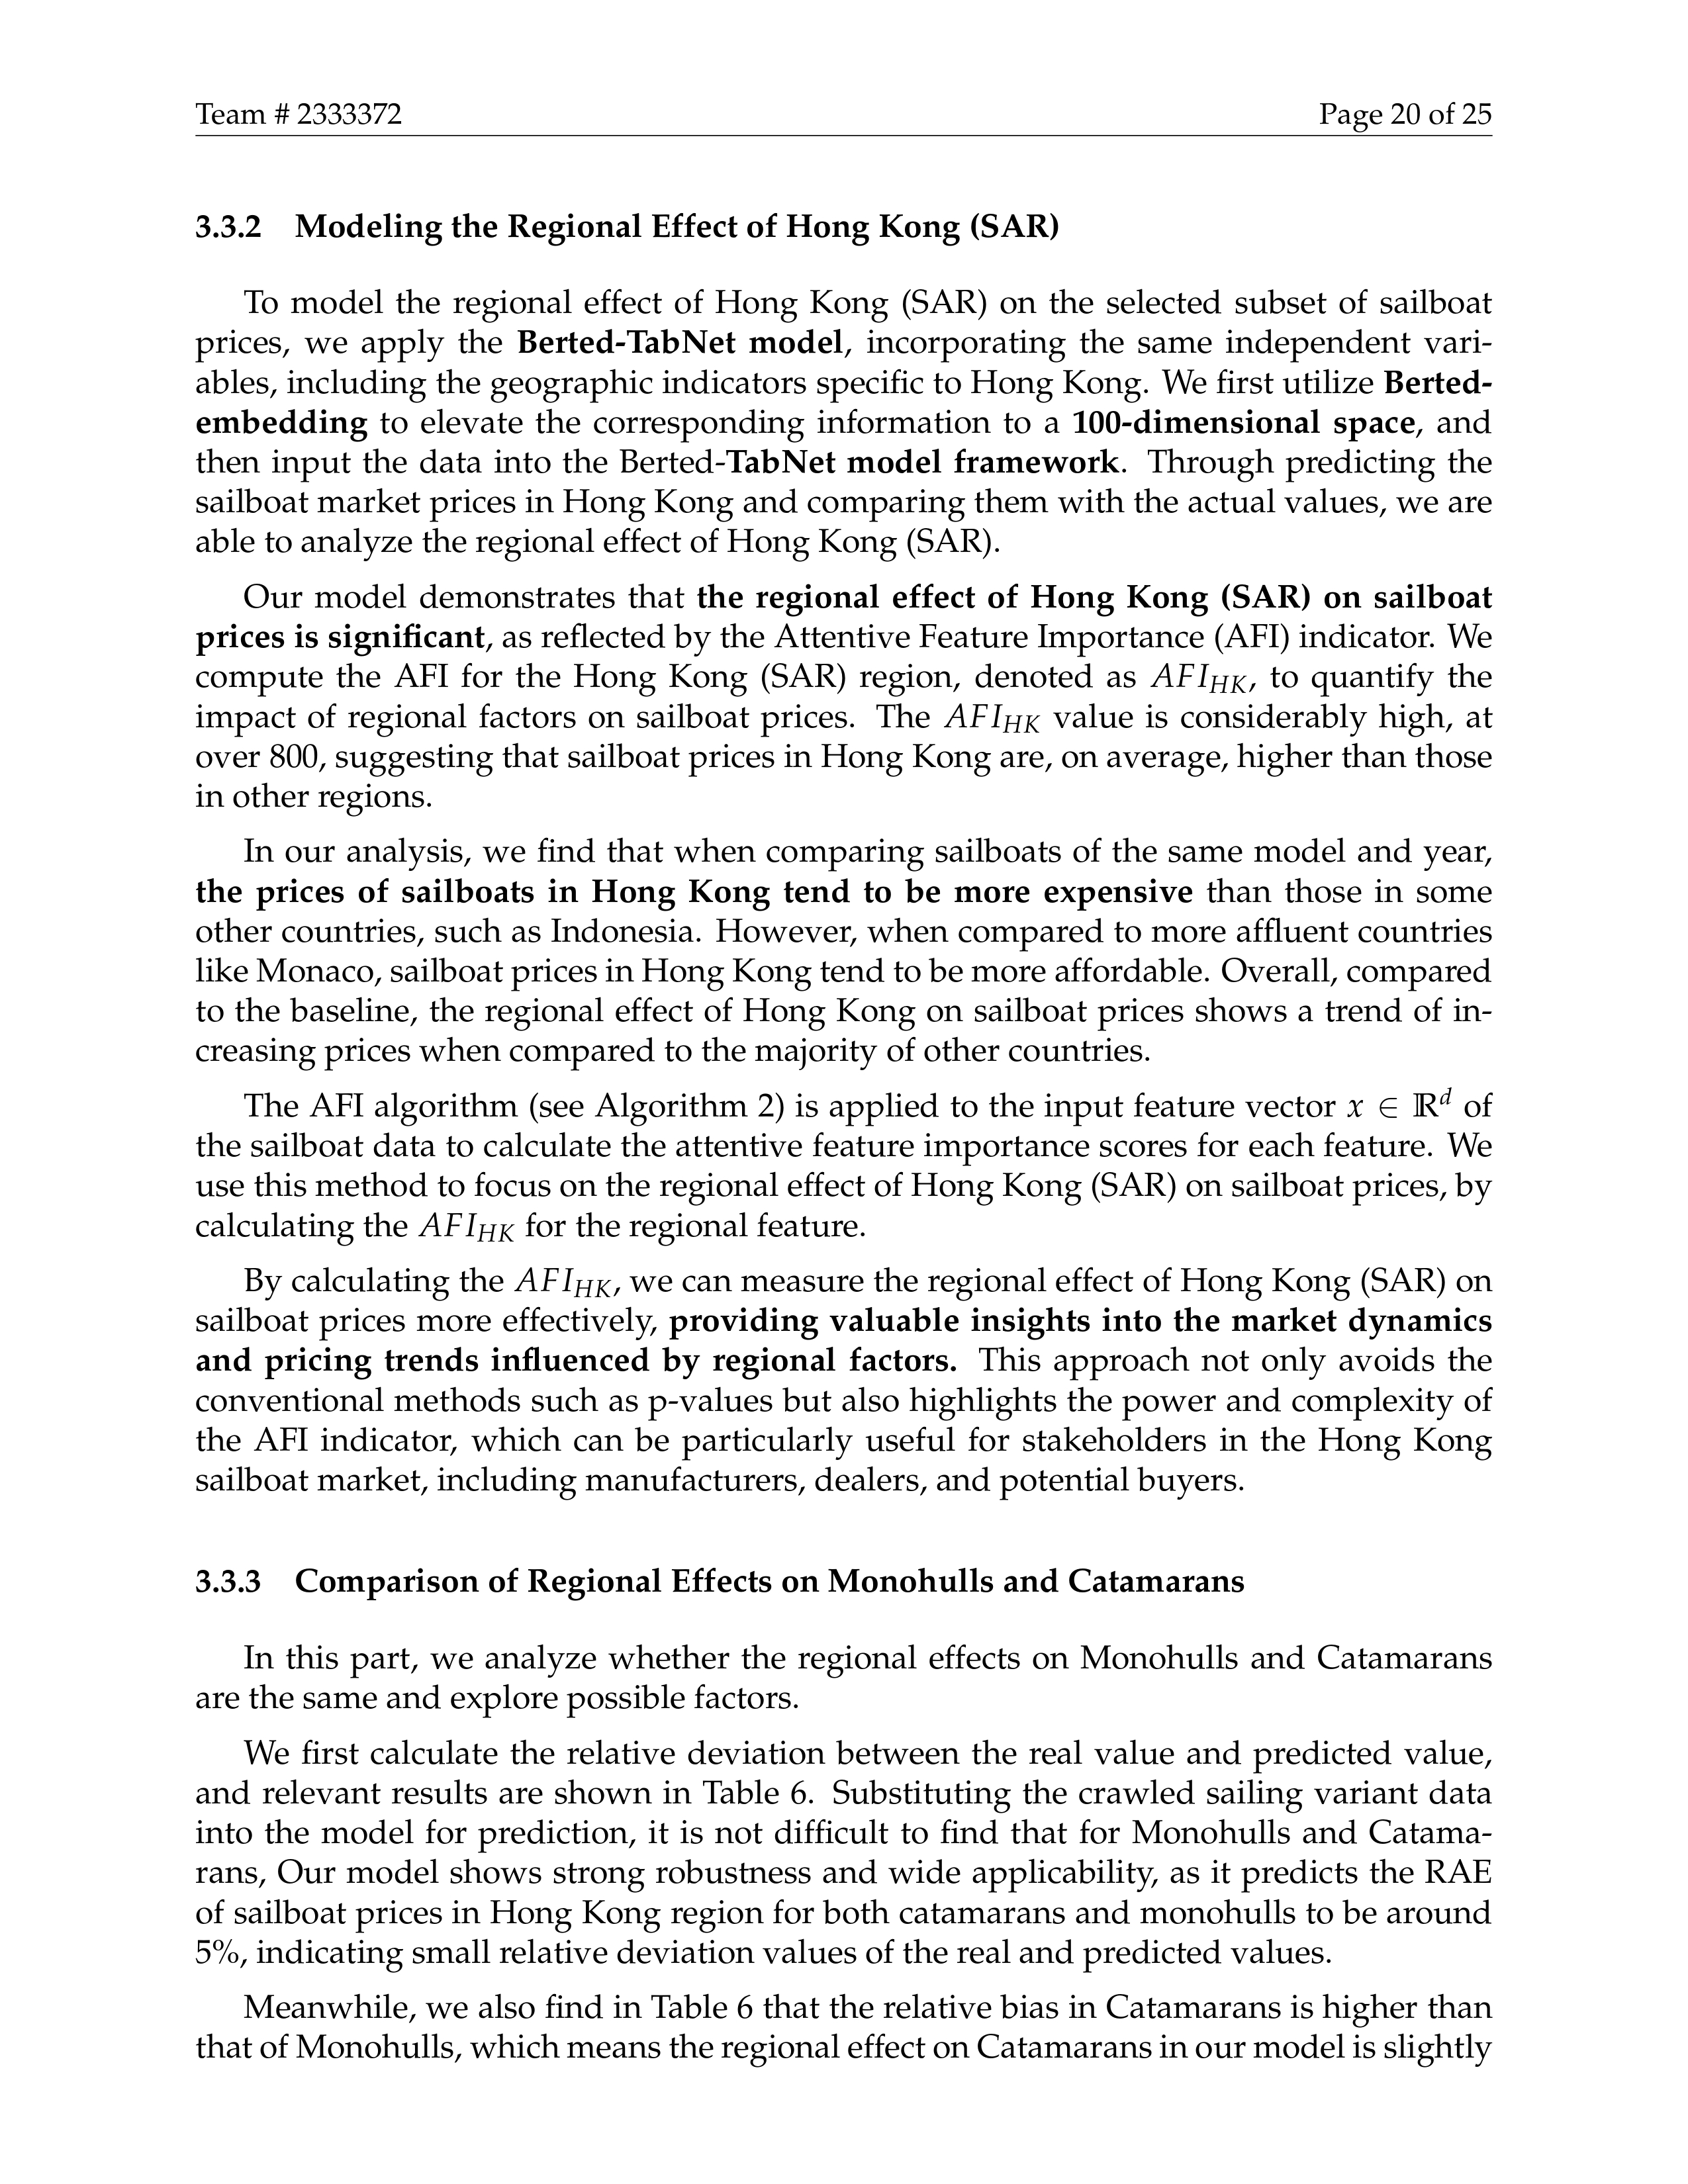 Team # 2333372 Page 20 of 25
3.3.2 Modeling the Regional Effect of Hong Kong (SAR)
To model the regional effect of Hong Kong (SAR) on the selected subset of sailboat
prices, we apply the Berted-TabNet model, incorporating the same independent vari-
ables, including the geographic indicators specific to Hong Kong. We first utilize Berted-
embedding to elevate the corresponding information to a 100-dimensional space, and
then input the data into the Berted-TabNet model framework. Through predicting the
sailboat market prices in Hong Kong and comparing them with the actual values, we are
able to analyze the regional effect of Hong Kong (SAR).
Our model demonstrates that the regional effect of Hong Kong (SAR) on sailboat
prices is significant, as reflected by the Attentive Feature Importance (AFI) indicator. We
compute the AFI for the Hong Kong (SAR) region, denoted as AFI_HK, to quantify the
impact of regional factors on sailboat prices. The AFI_HK value is considerably high, at
over 800, suggesting that sailboat prices in Hong Kong are, on average, higher than those
in other regions.
In our analysis, we find that when comparing sailboats of the same model and year,
the prices of sailboats in Hong Kong tend to be more expensive than those in some
other countries, such as Indonesia. However, when compared to more affluent countries
like Monaco, sailboat prices in Hong Kong tend to be more affordable. Overall, compared
to the baseline, the regional effect of Hong Kong on sailboat prices shows a trend of in-
creasing prices when compared to the majority of other countries.
The AFI algorithm (see Algorithm 2) is applied to the input feature vector x ∈ ℝ^d of
the sailboat data to calculate the attentive feature importance scores for each feature. We
use this method to focus on the regional effect of Hong Kong (SAR) on sailboat prices, by
calculating the AFI_HK for the regional feature.
By calculating the AFI_HK, we can measure the regional effect of Hong Kong (SAR) on
sailboat prices more effectively, providing valuable insights into the market dynamics
and pricing trends influenced by regional factors. This approach not only avoids the
conventional methods such as p-values but also highlights the power and complexity of
the AFI indicator, which can be particularly useful for stakeholders in the Hong Kong
sailboat market, including manufacturers, dealers, and potential buyers.
3.3.3 Comparison of Regional Effects on Monohulls and Catamarans
In this part, we analyze whether the regional effects on Monohulls and Catamarans
are the same and explore possible factors.
We first calculate the relative deviation between the real value and predicted value,
and relevant results are shown in Table 6. Substituting the crawled sailing variant data
into the model for prediction, it is not difficult to find that for Monohulls and Catama-
rans, Our model shows strong robustness and wide applicability, as it predicts the RAE
of sailboat prices in Hong Kong region for both catamarans and monohulls to be around
5%, indicating small relative deviation values of the real and predicted values.
Meanwhile, we also find in Table 6 that the relative bias in Catamarans is higher than
that of Monohulls, which means the regional effect on Catamarans in our model is slightly